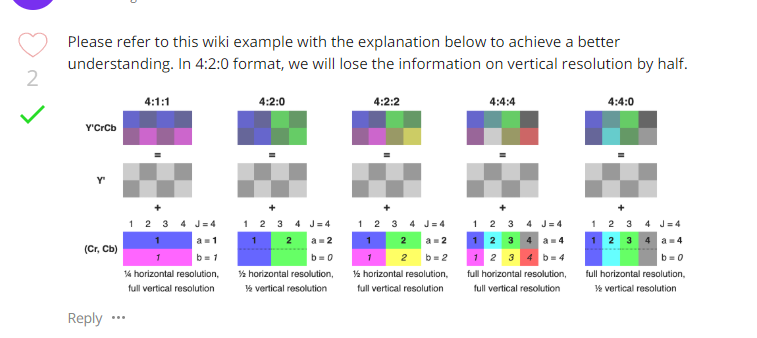 Please refer to this wiki example with the explanation below to achieve a better
understanding. In 4:2:0 format, we will lose the information on vertical resolution by half.
2
4:1:1 4:2:0 4:2:2 4:4:4 4:4:0
Y'CrCb
= = = = =
Y'
+ + + + +
1 2 3 4 J = 4 1 2 3 4 J = 4 1 2 3 4 J = 4 1 2 3 4 J = 4 1 2 3 4 J = 4
(Cr, Cb)
1 a = 1 1 2 a = 2 1 2 a = 2 1 2 3 4 a = 4 1 2 3 4 a = 4
1 b = 1 b = 0 1 2 b = 2 1 2 3 4 b = 4 b = 0
¼ horizontal resolution, ½ horizontal resolution, ½ horizontal resolution, full horizontal resolution, full horizontal resolution,
full vertical resolution ½ vertical resolution full vertical resolution full vertical resolution ½ vertical resolution
Reply ···